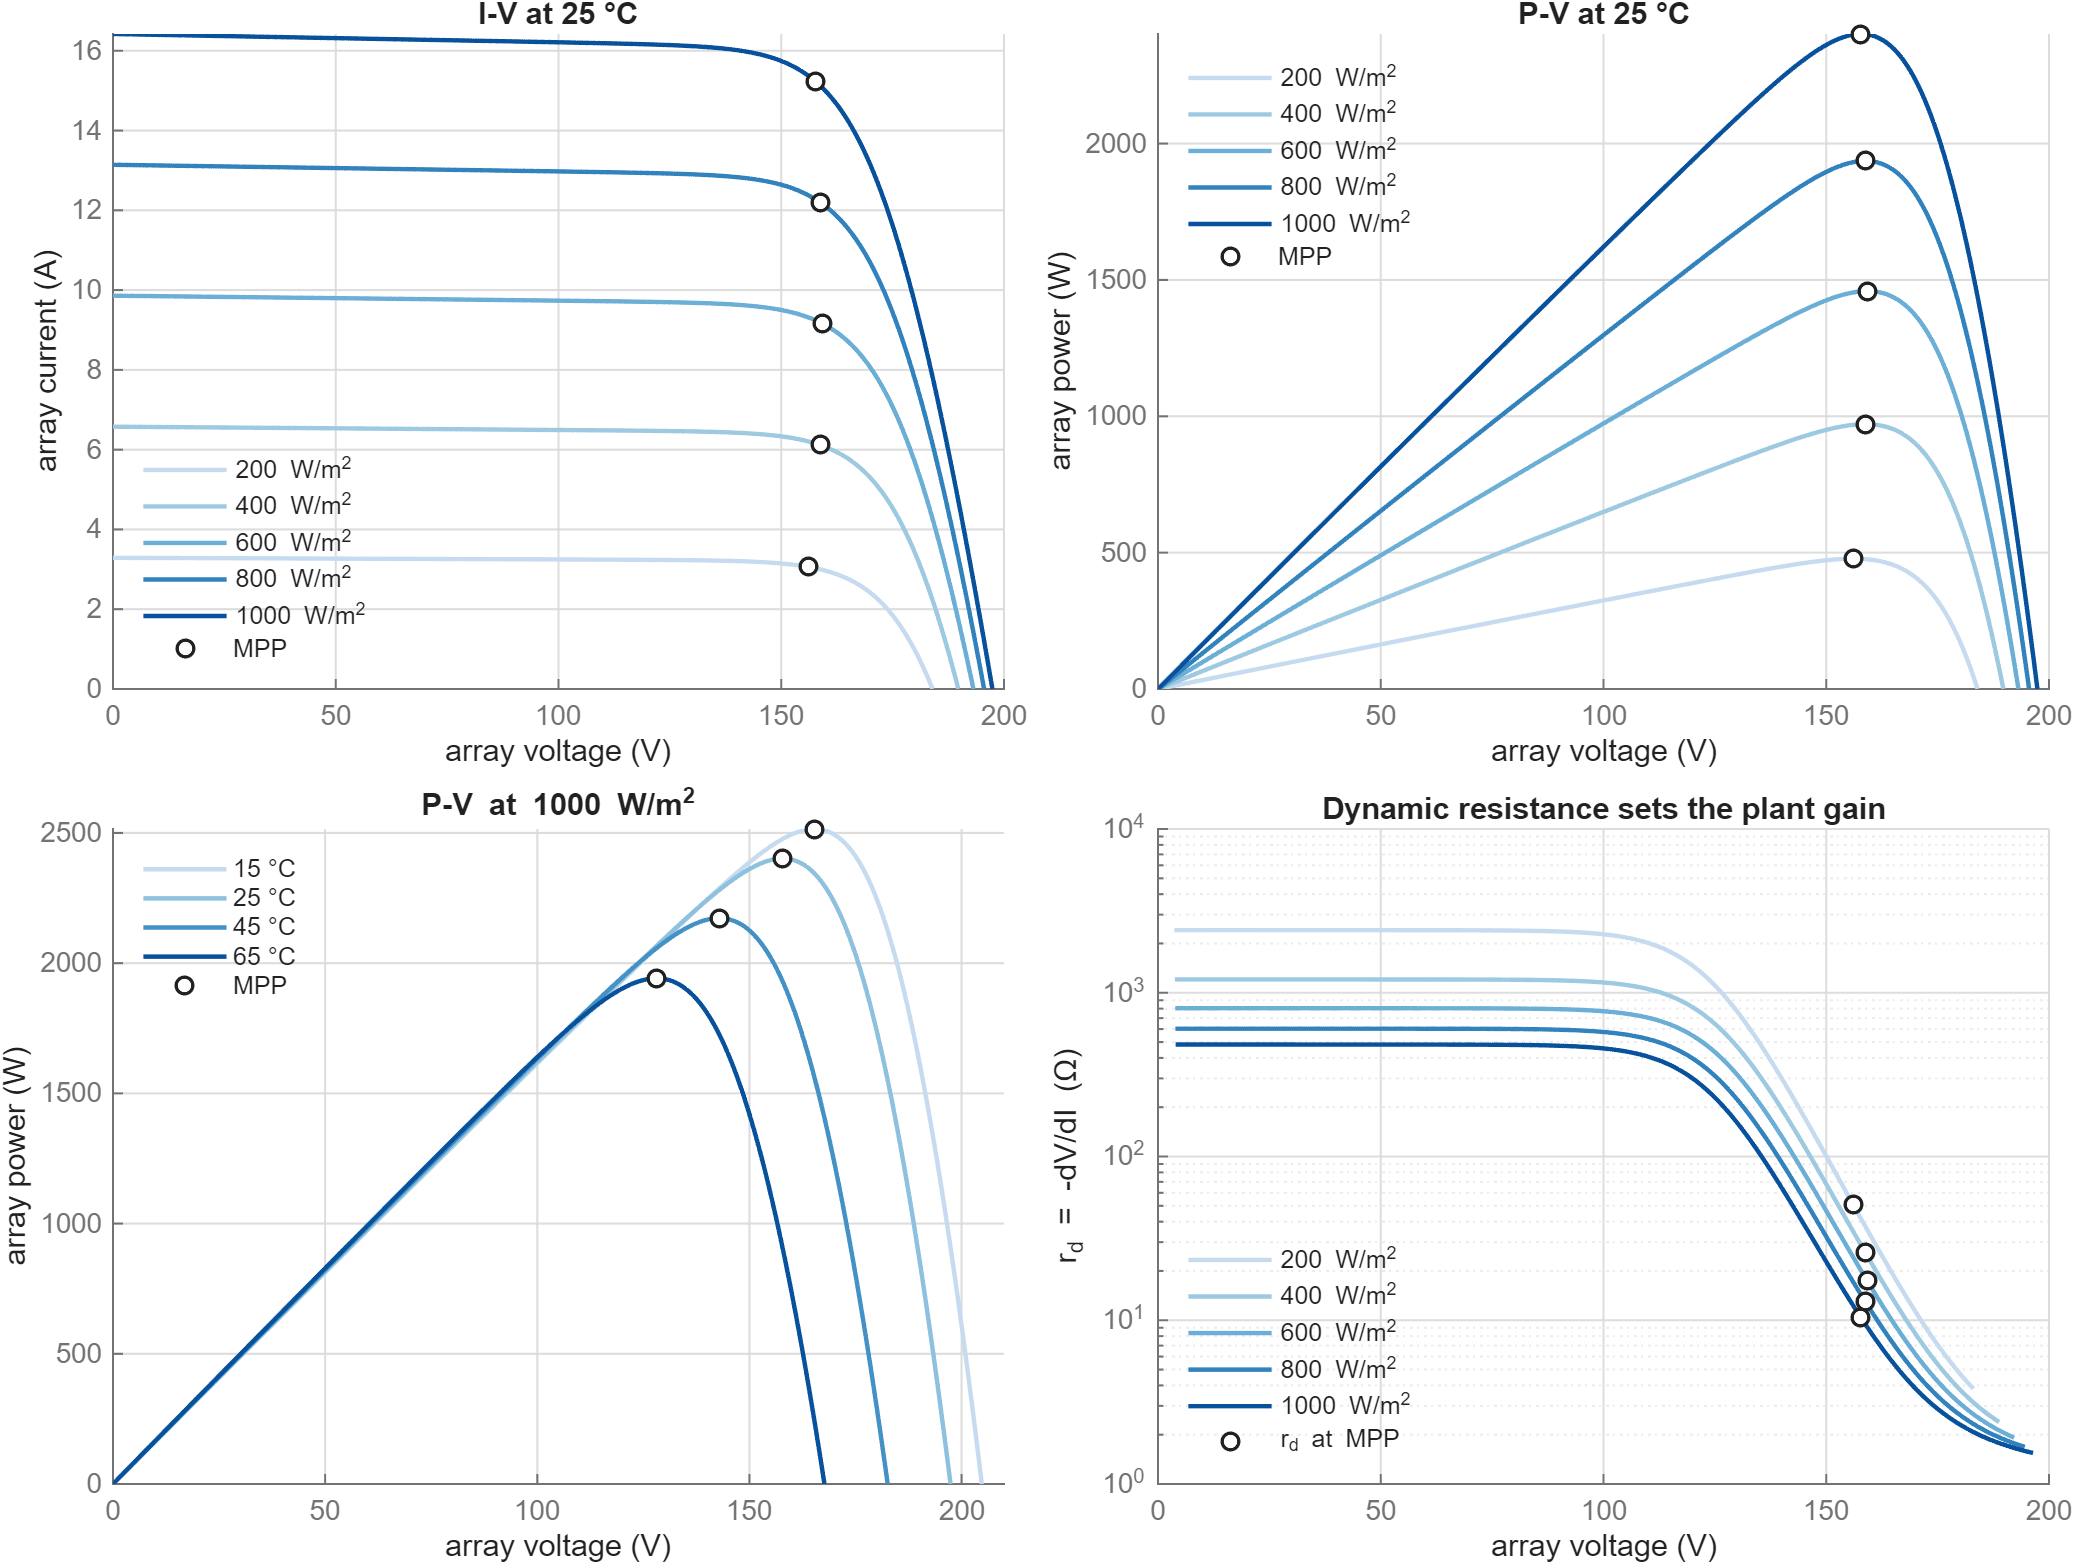 I-V at 25 °C
array current (A)
16
14
12
10
8
6
4
2
0
0 50 100 150 200
array voltage (V)
200 W/m2
400 W/m2
600 W/m2
800 W/m2
1000 W/m2
MPP
P-V at 25 °C
array power (W)
2000
1500
1000
500
0
0 50 100 150 200
array voltage (V)
200 W/m2
400 W/m2
600 W/m2
800 W/m2
1000 W/m2
MPP
P-V at 1000 W/m2
array power (W)
2500
2000
1500
1000
500
0
0 50 100 150 200
array voltage (V)
15 °C
25 °C
45 °C
65 °C
MPP
Dynamic resistance sets the plant gain
rd = -dV/dI (Ω)
104
103
102
101
100
0 50 100 150 200
array voltage (V)
200 W/m2
400 W/m2
600 W/m2
800 W/m2
1000 W/m2
rd at MPP